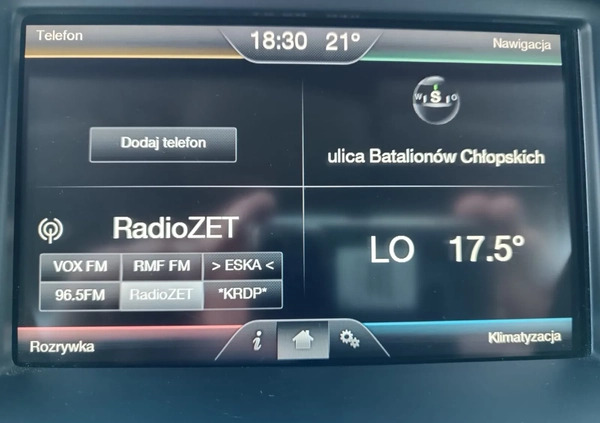 Telefon
18:30 21°
Nawigacja
W S O
Dodaj telefon
ulica Batalionów Chłopskich
RadioZET
VOX FM
RMF FM
> ESKA <
96.5FM
RadioZET
*KRDP*
LO 17.5°
Rozrywka
i
Klimatyzacja